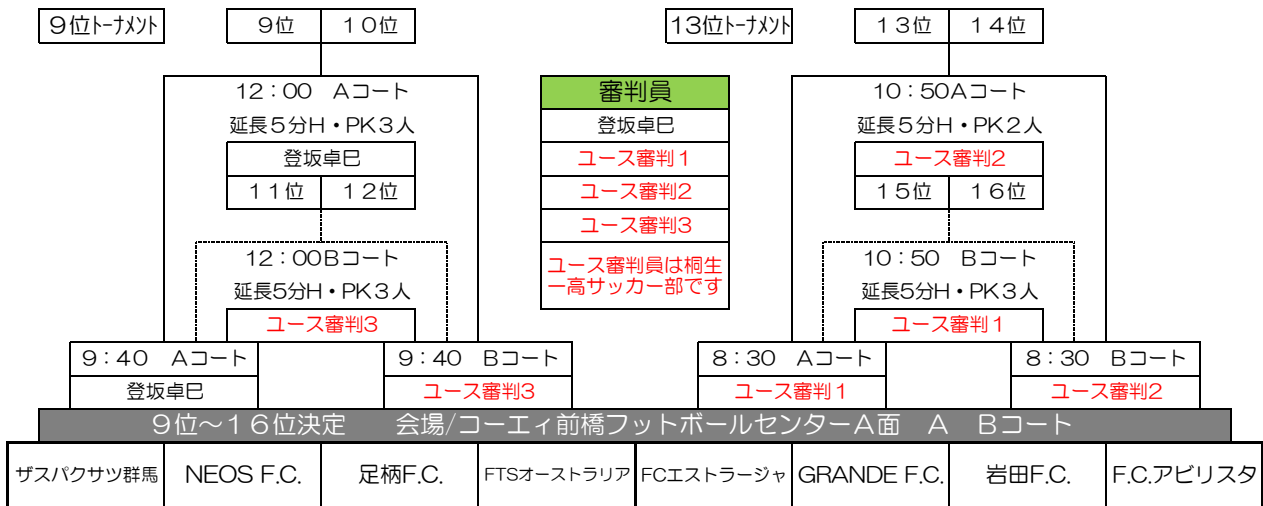 9位トーナメント
9位　１０位
13位トーナメント
１３位　１４位
１２：００　Ａコート
延長５分Ｈ・ＰＫ３人
登坂卓巳
１１位　１２位
12：00Ｂコート
延長5分Ｈ・ＰＫ３人
ユース審判3
審判員
登坂卓巳
ユース審判１
ユース審判2
ユース審判3
ユース審判員は桐生
一高サッカー部です
１０：５０Ａコート
延長５分Ｈ・ＰＫ２人
ユース審判2
１５位　１６位
１０：５０　Ｂコート
延長5分Ｈ・ＰＫ３人
ユース審判１
９：４０　Ａコート
登坂卓巳
９：４０　Ｂコート
ユース審判3
８：３０　Ａコート
ユース審判１
８：３０　Ｂコート
ユース審判2
９位～１６位決定　会場/コーエィ前橋フットボールセンターＡ面　Ａ　Ｂコート
ザスパクサツ群馬
NEOS F.C.
足柄F.C.
FTSオーストラリア
FCエストラージャ
GRANDE F.C.
岩田F.C.
F.C.アビリスタ